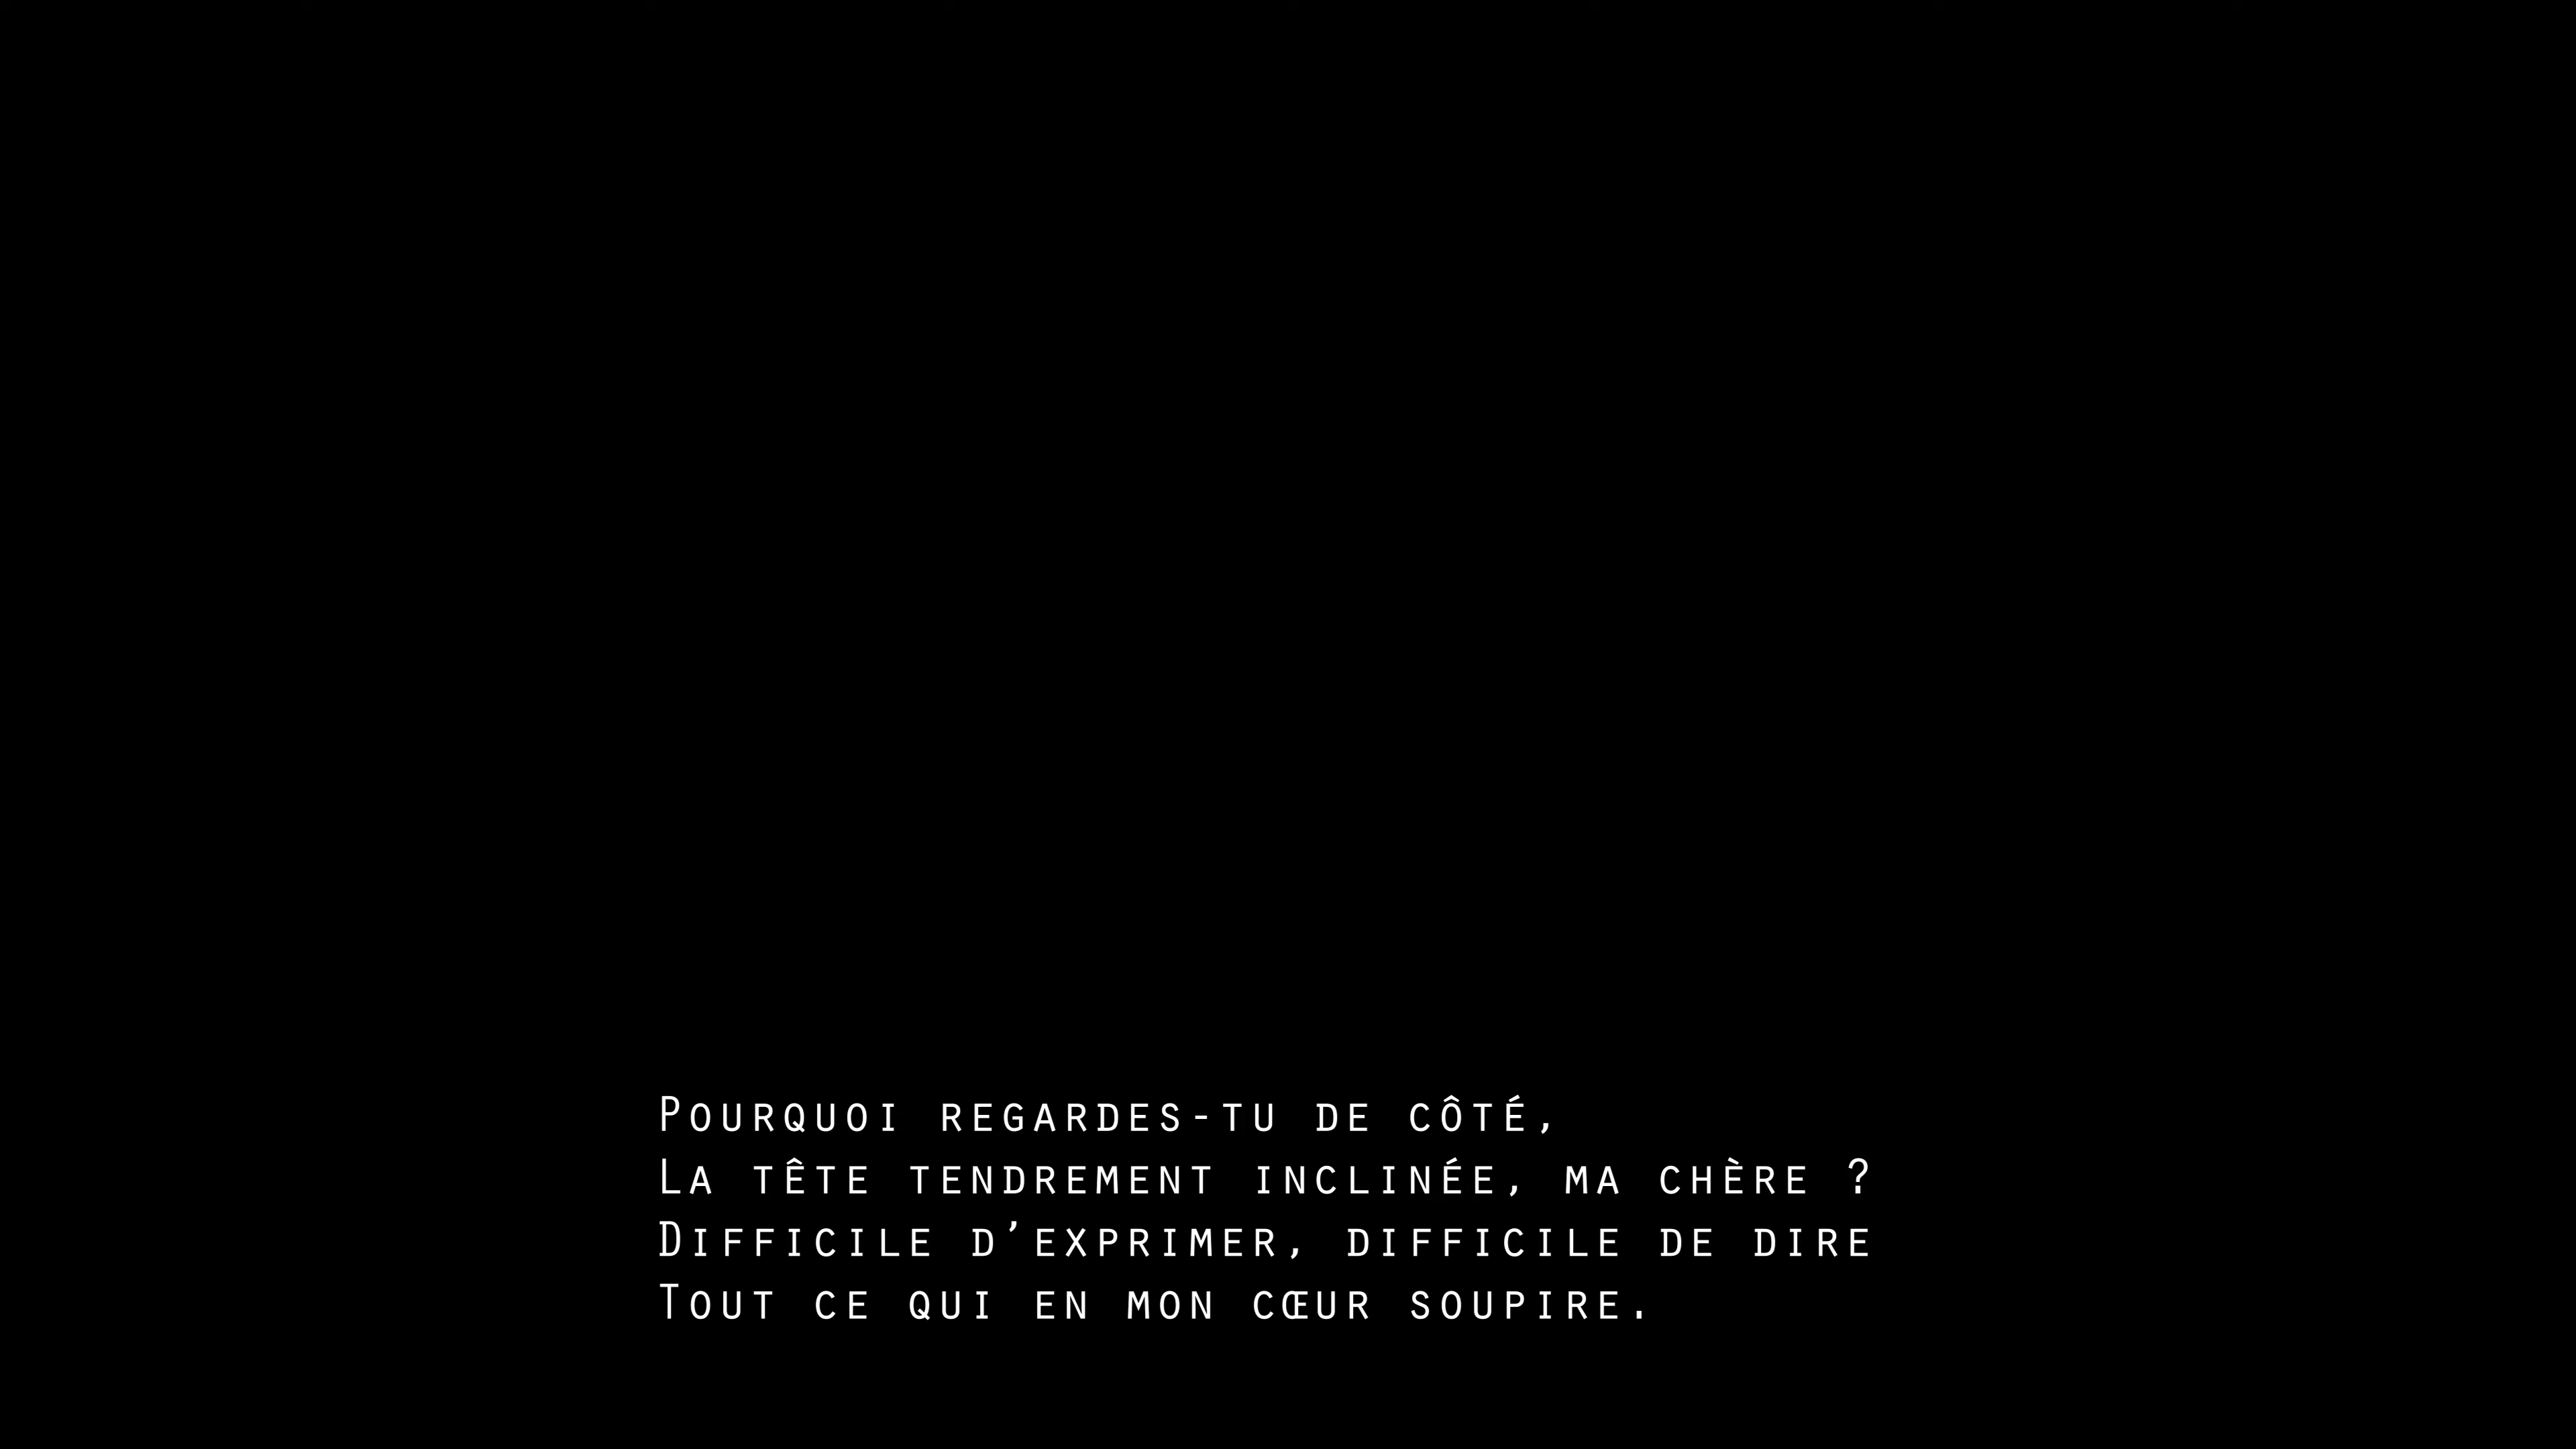 Pourquoi regardes-tu de côté,
La tête tendrement inclinée, ma chère ?
Difficile d’exprimer, difficile de dire
Tout ce qui en mon cœur soupire.